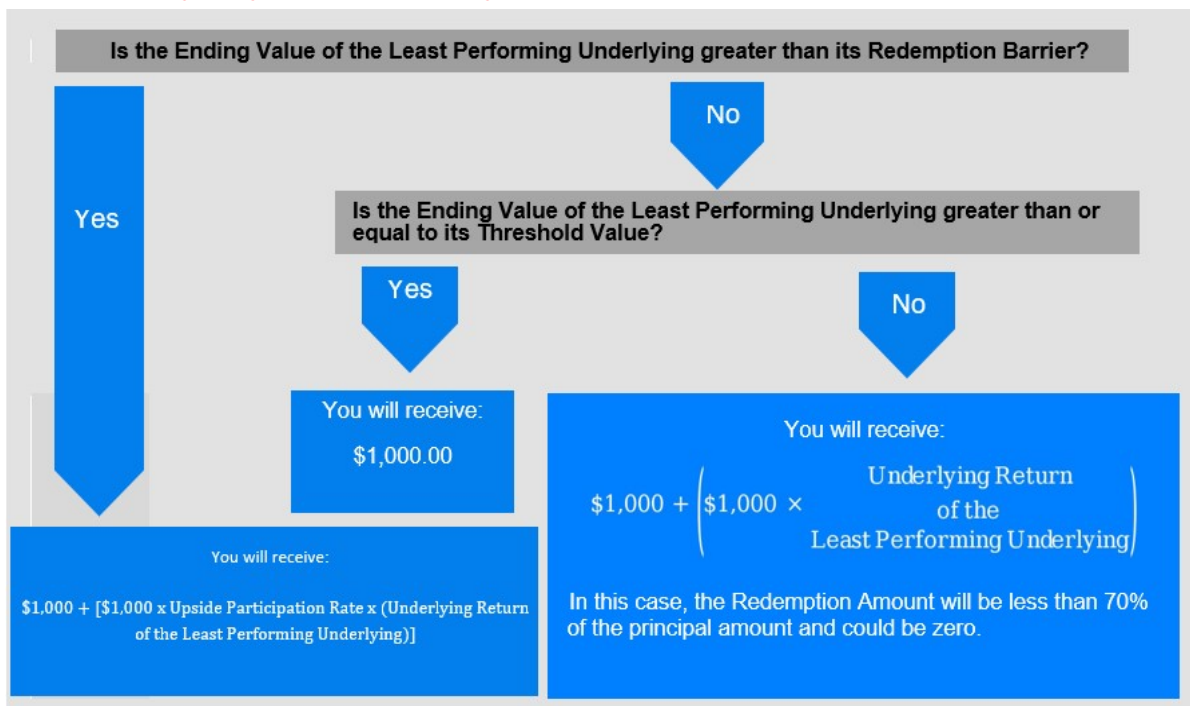 Is the Ending Value of the Least Performing Underlying greater than its Redemption Barrier?
No
Yes
Is the Ending Value of the Least Performing Underlying greater than or
equal to its Threshold Value?
Yes
No
You will receive:
$1,000.00
You will receive:
$1,000 + ($1,000 × Underlying Return
of the
Least Performing Underlying)
In this case, the Redemption Amount will be less than 70%
of the principal amount and could be zero.
You will receive:
$1,000 + [$1,000 x Upside Participation Rate x (Underlying Return
of the Least Performing Underlying)]